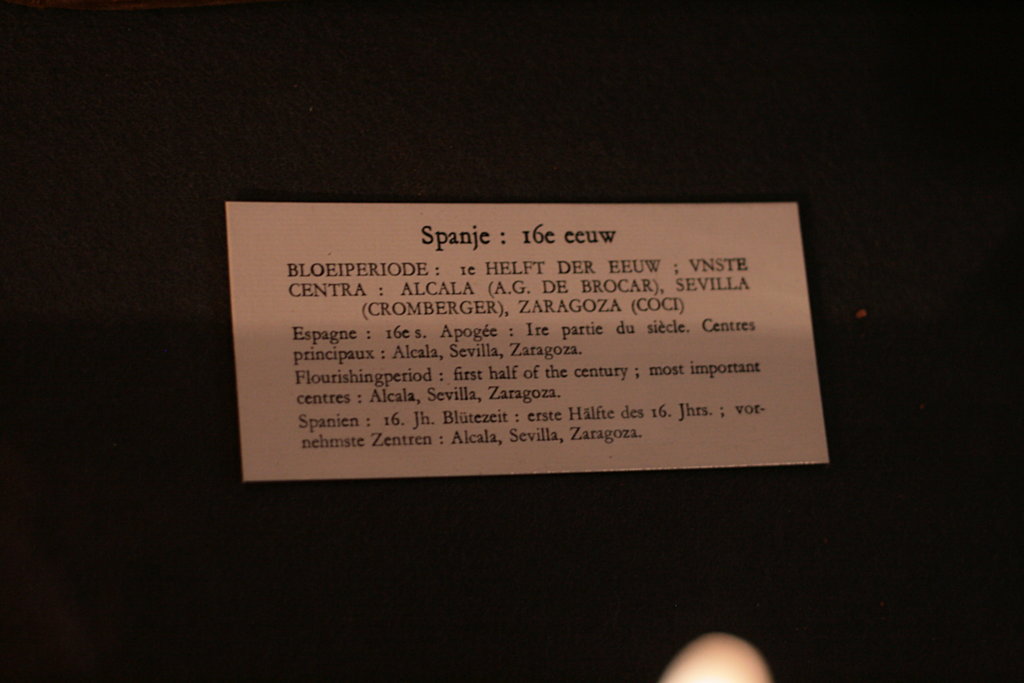 Spanje : 16e eeuw
BLOEIPERIODE : 1e HELFT DER EEUW ; VNSTE
CENTRA : ALCALA (A.G. DE BROCAR), SEVILLA
(CROMBERGER), ZARAGOZA (COCI)
Espagne : 16e s. Apogée : Ire partie du siècle. Centres
principaux : Alcala, Sevilla, Zaragoza.
Flourishingperiod : first half of the century ; most important
centres : Alcala, Sevilla, Zaragoza.
Spanien : 16. Jh. Blütezeit : erste Hälfte des 16. Jhrs. ; vor-
nehmste Zentren : Alcala, Sevilla, Zaragoza.